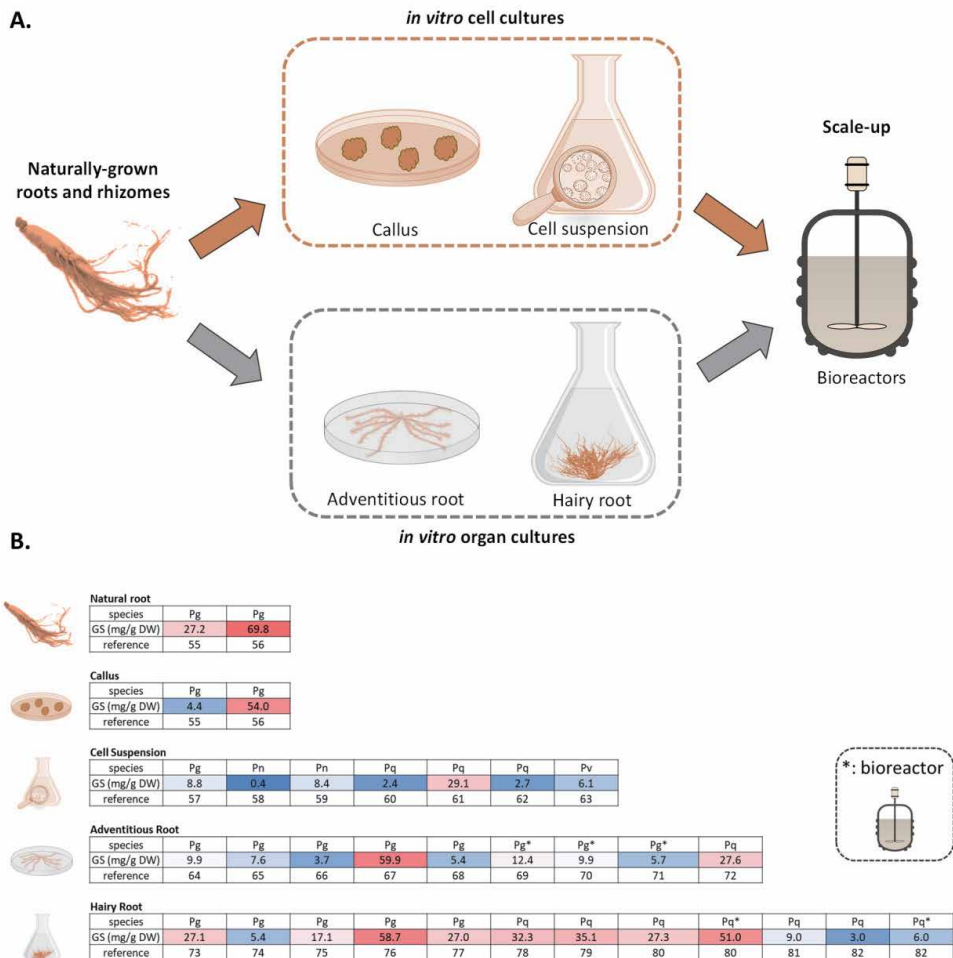 A.
in vitro cell cultures
Naturally-grown
roots and rhizomes
Callus
Cell suspension
Scale-up
Bioreactors
Adventitious root
Hairy root
in vitro organ cultures
B.
Natural root
species Pg Pg
GS (mg/g DW) 27.2 69.8
reference 55 56
Callus
species Pg Pg
GS (mg/g DW) 4.4 54.0
reference 55 56
Cell Suspension
species Pg Pn Pn Pq Pq Pq Pv
GS (mg/g DW) 8.8 0.4 8.4 2.4 29.1 2.7 6.1
reference 57 58 59 60 61 62 63
*: bioreactor
Adventitious Root
species Pg Pg Pg Pg Pg Pg* Pg* Pg* Pq
GS (mg/g DW) 9.9 7.6 3.7 59.9 5.4 12.4 9.9 5.7 27.6
reference 64 65 66 67 68 69 70 71 72
Hairy Root
species Pg Pg Pg Pg Pg Pq Pq Pq Pq* Pq Pq Pq*
GS (mg/g DW) 27.1 5.4 17.1 58.7 27.0 32.3 35.1 27.3 51.0 9.0 3.0 6.0
reference 73 74 75 76 77 78 79 80 80 81 82 82